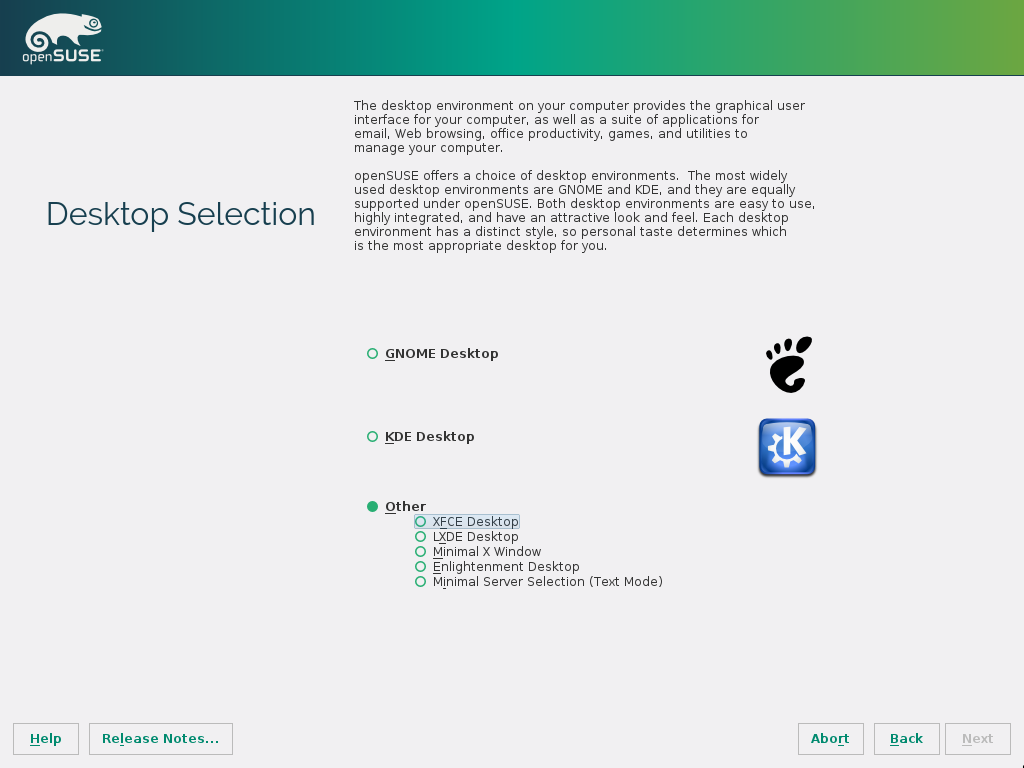 openSUSE
The desktop environment on your computer provides the graphical user
interface for your computer, as well as a suite of applications for
email, Web browsing, office productivity, games, and utilities to
manage your computer.
openSUSE offers a choice of desktop environments.  The most widely
used desktop environments are GNOME and KDE, and they are equally
supported under openSUSE. Both desktop environments are easy to use,
highly integrated, and have an attractive look and feel. Each desktop
environment has a distinct style, so personal taste determines which
is the most appropriate desktop for you.
Desktop Selection
GNOME Desktop
KDE Desktop
Other
XFCE Desktop
LXDE Desktop
Minimal X Window
Enlightenment Desktop
Minimal Server Selection (Text Mode)
Help
Release Notes...
Abort
Back
Next